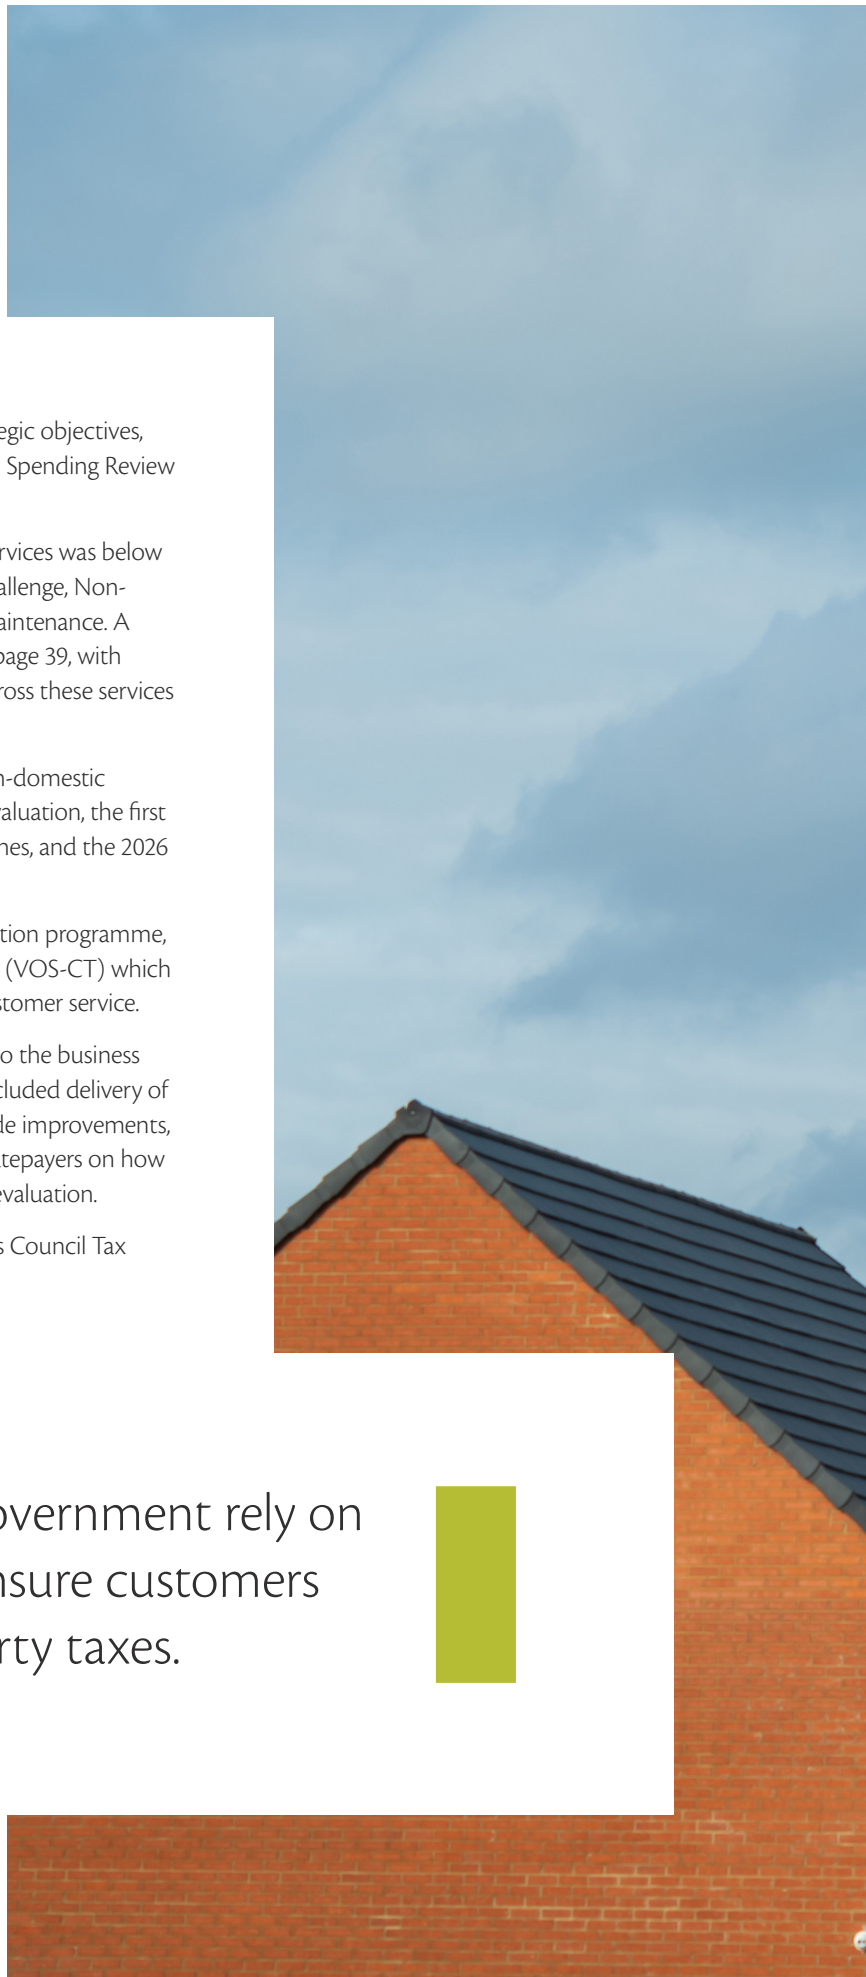 egic objectives,
Spending Review
rvices was below
allenge, Non-
aintenance. A
page 39, with
ross these services
n-domestic
valuation, the first
nes, and the 2026
tion programme,
(VOS-CT) which
stomer service.
o the business
cluded delivery of
de improvements,
tepayers on how
evaluation.
s Council Tax
overnment rely on
nsure customers
rty taxes.